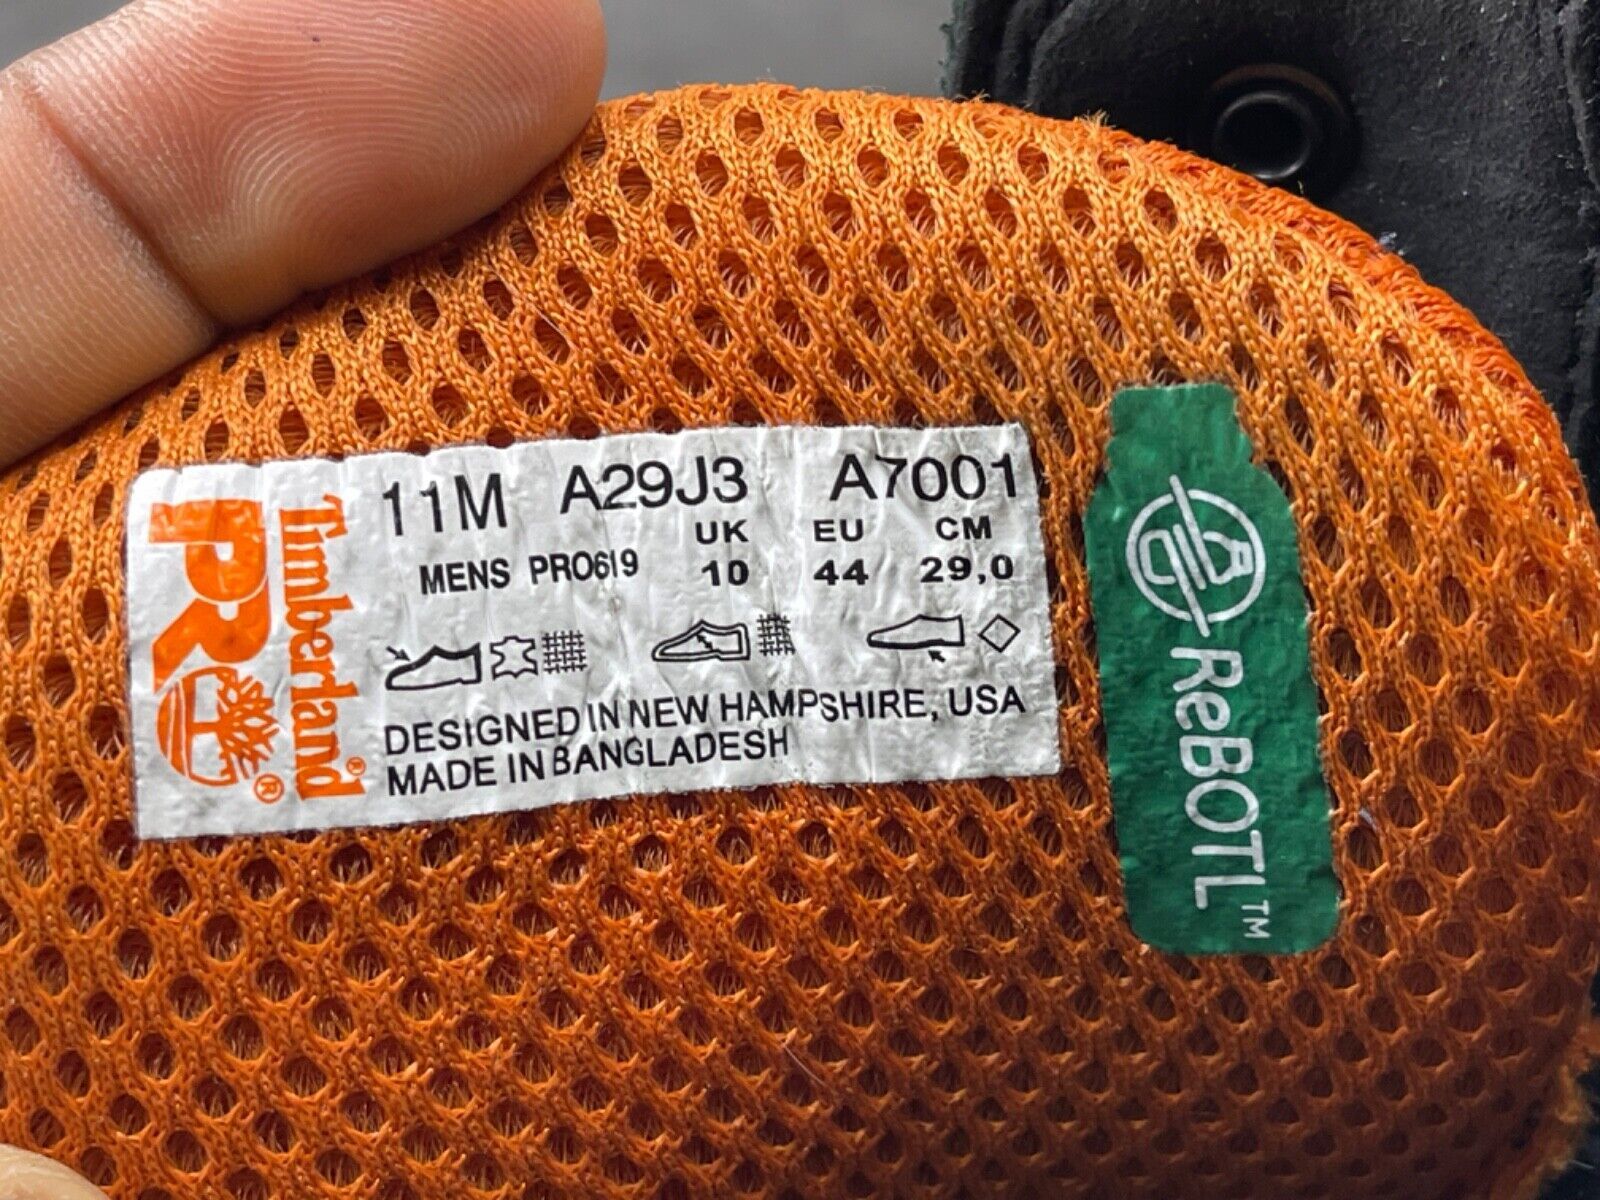 PRO
Timberland®
®
11M A29J3 A7001
UK EU CM
MENS PRO619 10 44 29,0
DESIGNED IN NEW HAMPSHIRE, USA
MADE IN BANGLADESH
ReBOTL™